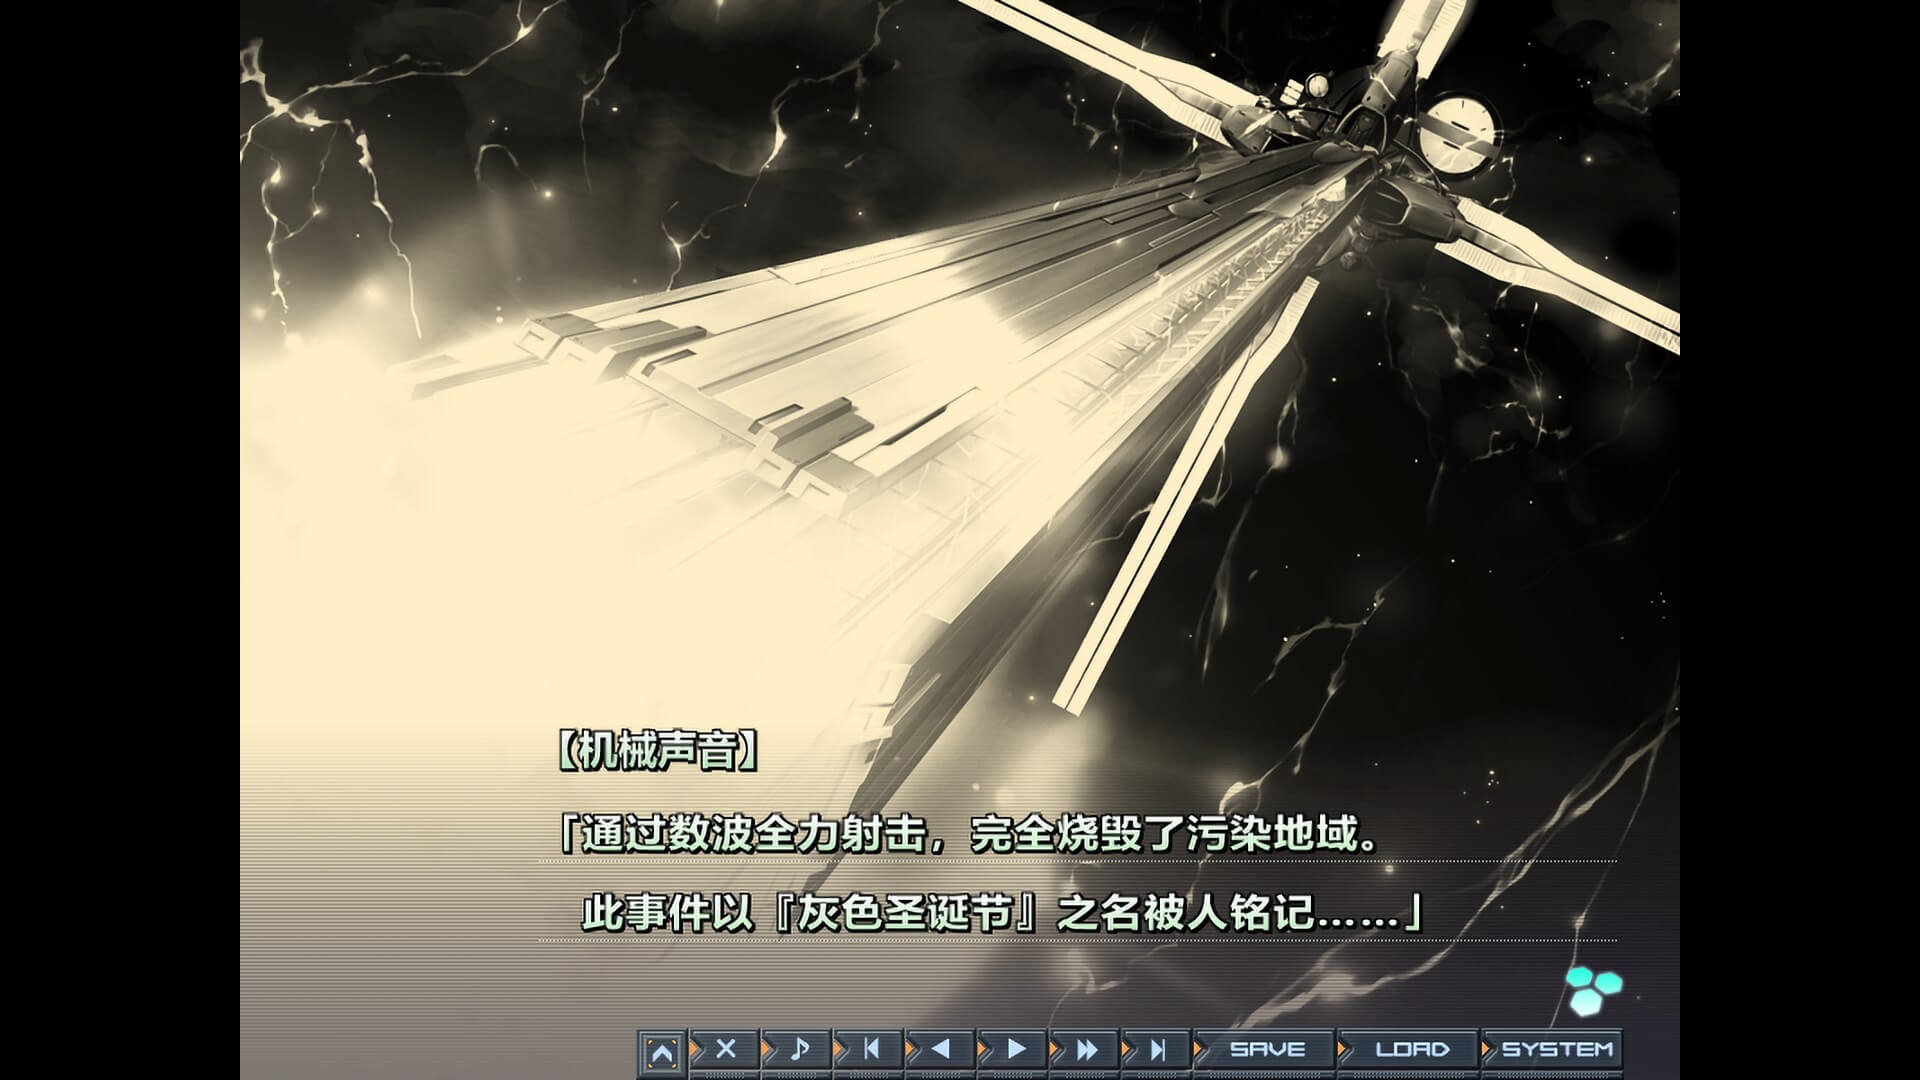 【机械声音】
「通过数波全力射击，完全烧毁了污染地域。
此事件以『灰色圣诞节』之名被人铭记……」
SAVE LOAD SYSTEM